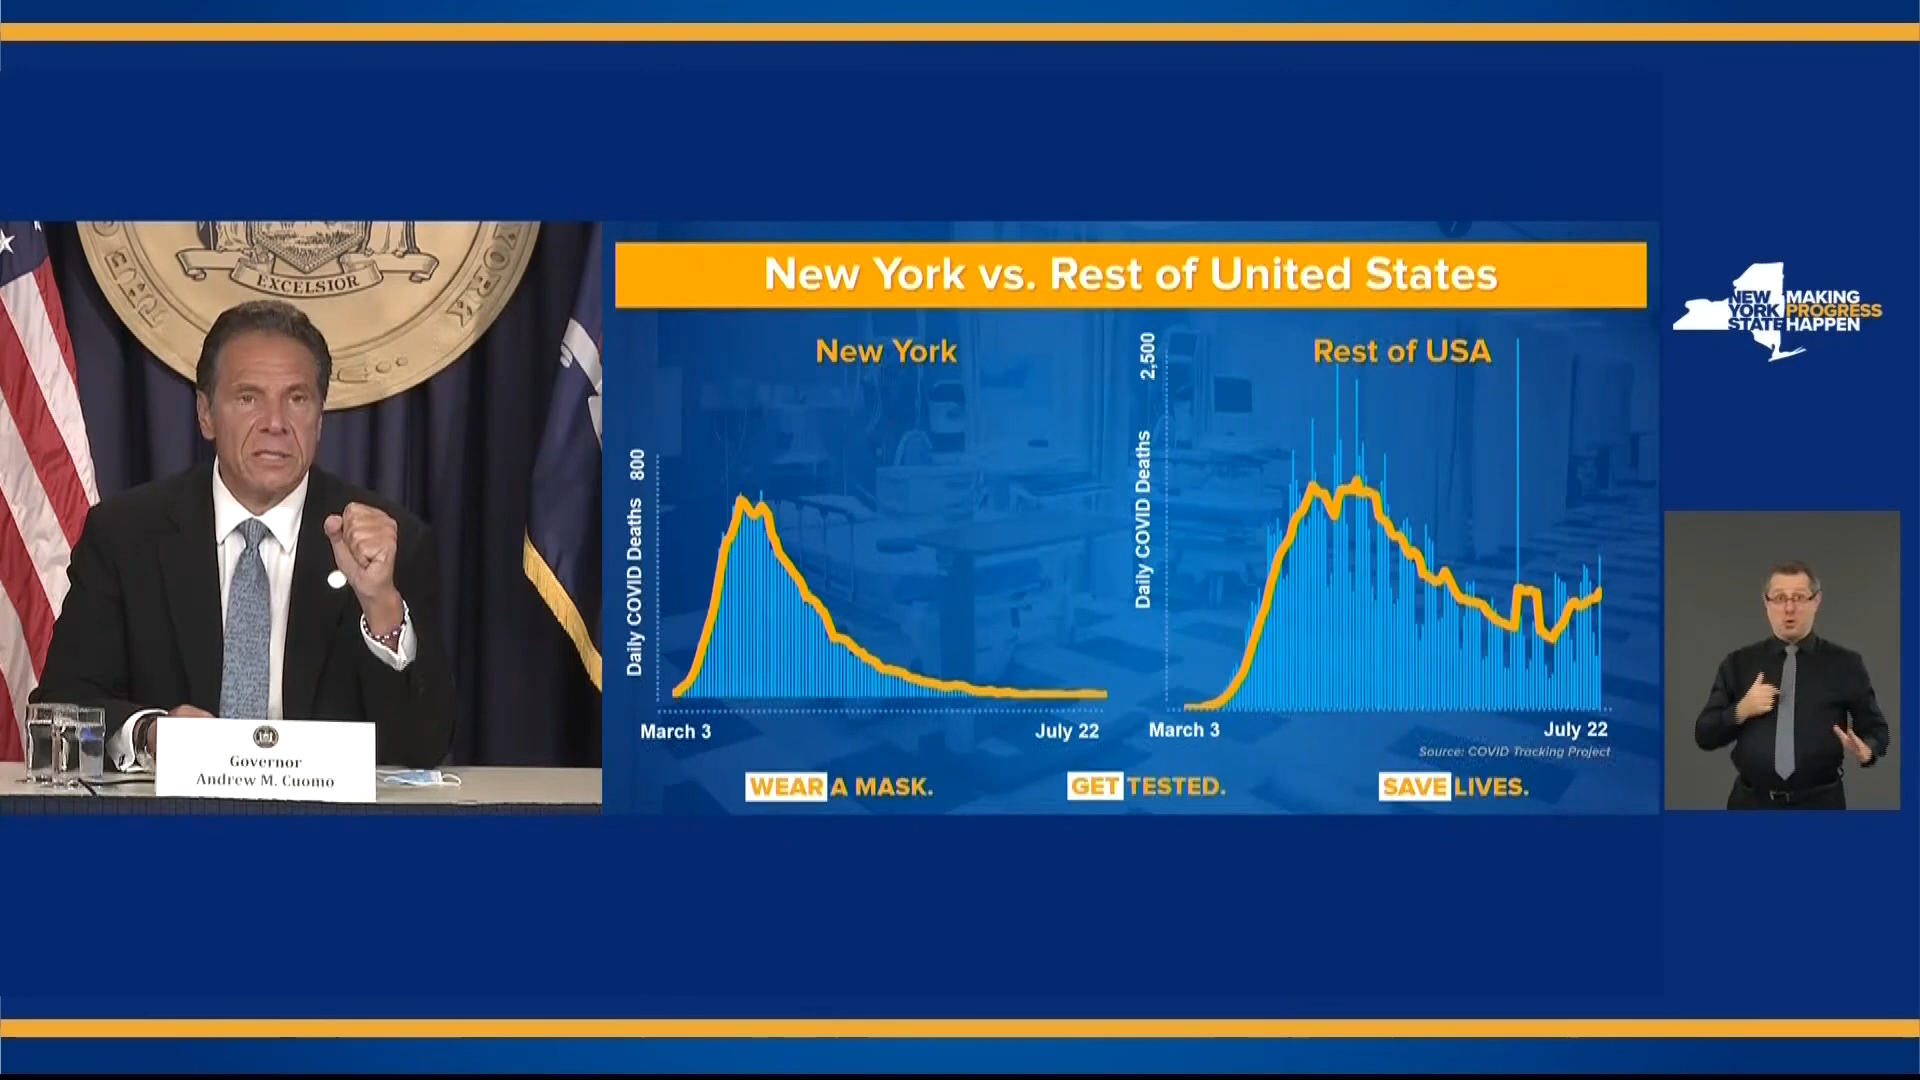 EXCELSIOR
Governor
Andrew M. Cuomo
New York vs. Rest of United States
New York
Daily COVID Deaths 800
March 3
July 22
Rest of USA
Daily COVID Deaths 2,500
March 3
July 22
Source: COVID Tracking Project
WEAR A MASK.
GET TESTED.
SAVE LIVES.
NEW YORK STATE
MAKING
PROGRESS
HAPPEN